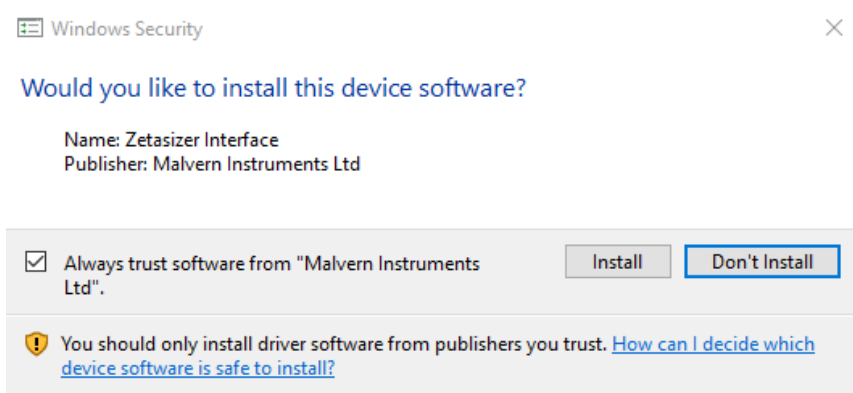 Windows Security
Would you like to install this device software?
Name: Zetasizer Interface
Publisher: Malvern Instruments Ltd
Always trust software from "Malvern Instruments
Ltd".
Install
Don't Install
You should only install driver software from publishers you trust. How can I decide which
device software is safe to install?